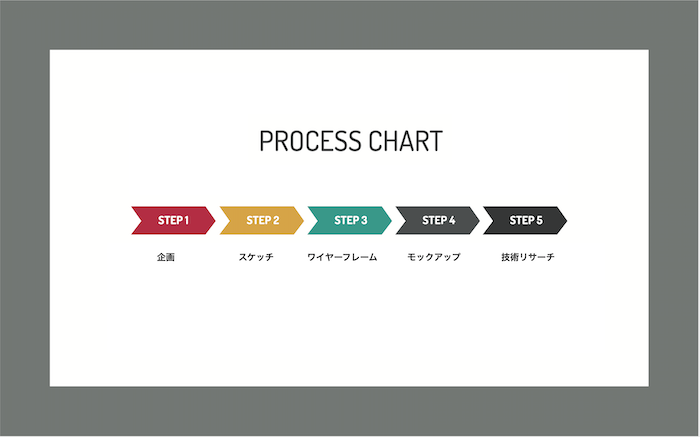 PROCESS CHART
STEP 1
STEP 2
STEP 3
STEP 4
STEP 5
企画
スケッチ
ワイヤーフレーム
モックアップ
技術リサーチ